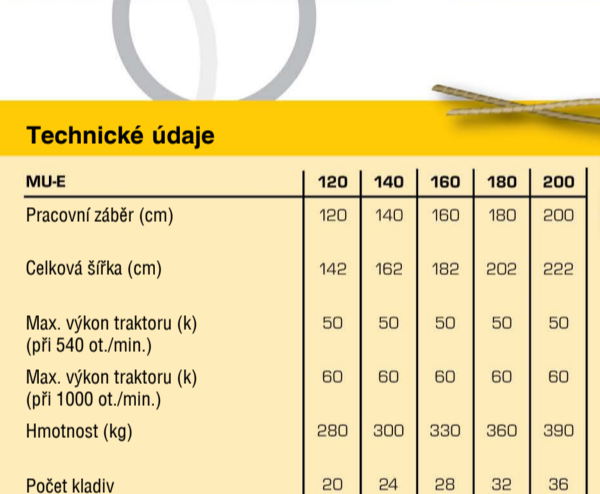 Technické údaje
MU-E 120 140 160 180 200
Pracovní záběr (cm) 120 140 160 180 200
Celková šířka (cm) 142 162 182 202 222
Max. výkon traktoru (k) 50 50 50 50 50
(při 540 ot./min.)
Max. výkon traktoru (k) 60 60 60 60 60
(při 1000 ot./min.)
Hmotnost (kg) 280 300 330 360 390
Počet kladiv 20 24 28 32 36